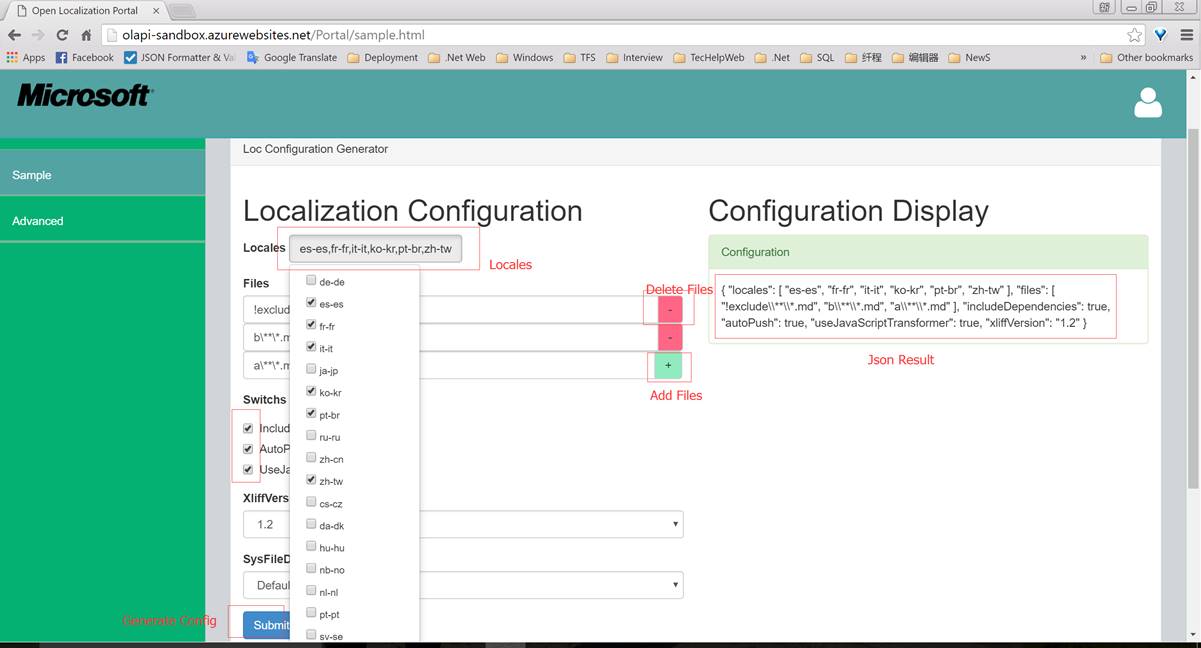 Open Localization Portal
olapi-sandbox.azurewebsites.net/Portal/sample.html
Apps Facebook JSON Formatter & Va Google Translate Deployment .Net Web Windows TFS Interview TecHelpWeb .Net SQL 纤程 编辑器 NewS » Other bookmarks
Microsoft
Loc Configuration Generator
Sample
Advanced
Localization Configuration
Locales es-es,fr-fr,it-it,ko-kr,pt-br,zh-tw
Locales
de-de
es-es
fr-fr
it-it
ja-jp
ko-kr
pt-br
ru-ru
zh-cn
zh-tw
cs-cz
da-dk
hu-hu
nb-no
nl-nl
pt-pt
sv-se
Files
!exclud
-
b\**\*.m
-
a\**\*.m
+
Delete Files
Add Files
Switchs
Includ
AutoP
UseJa
XliffVers
1.2
SysFileD
Defaul
Submit
Generate Config
Configuration Display
Configuration
{ "locales": [ "es-es", "fr-fr", "it-it", "ko-kr", "pt-br", "zh-tw" ], "files": [
"!exclude\\**\\*.md", "b\\**\\*.md", "a\\**\\*.md" ], "includeDependencies": true,
"autoPush": true, "useJavaScriptTransformer": true, "xliffVersion": "1.2" }
Json Result